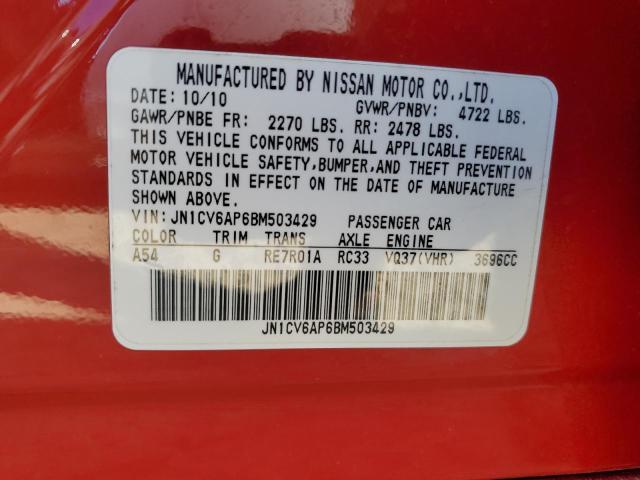 MANUFACTURED BY NISSAN MOTOR CO.,LTD.
DATE: 10/10 GVWR/PNBV: 4722 LBS.
GAWR/PNBE FR: 2270 LBS. RR: 2478 LBS.
THIS VEHICLE CONFORMS TO ALL APPLICABLE FEDERAL
MOTOR VEHICLE SAFETY,BUMPER,AND THEFT PREVENTION
STANDARDS IN EFFECT ON THE DATE OF MANUFACTURE
SHOWN ABOVE.
VIN: JN1CV6AP6BM503429 PASSENGER CAR
COLOR TRIM TRANS AXLE ENGINE
A54 G RE7R01A RC33 VQ37(VHR) 3696CC
JN1CV6AP6BM503429